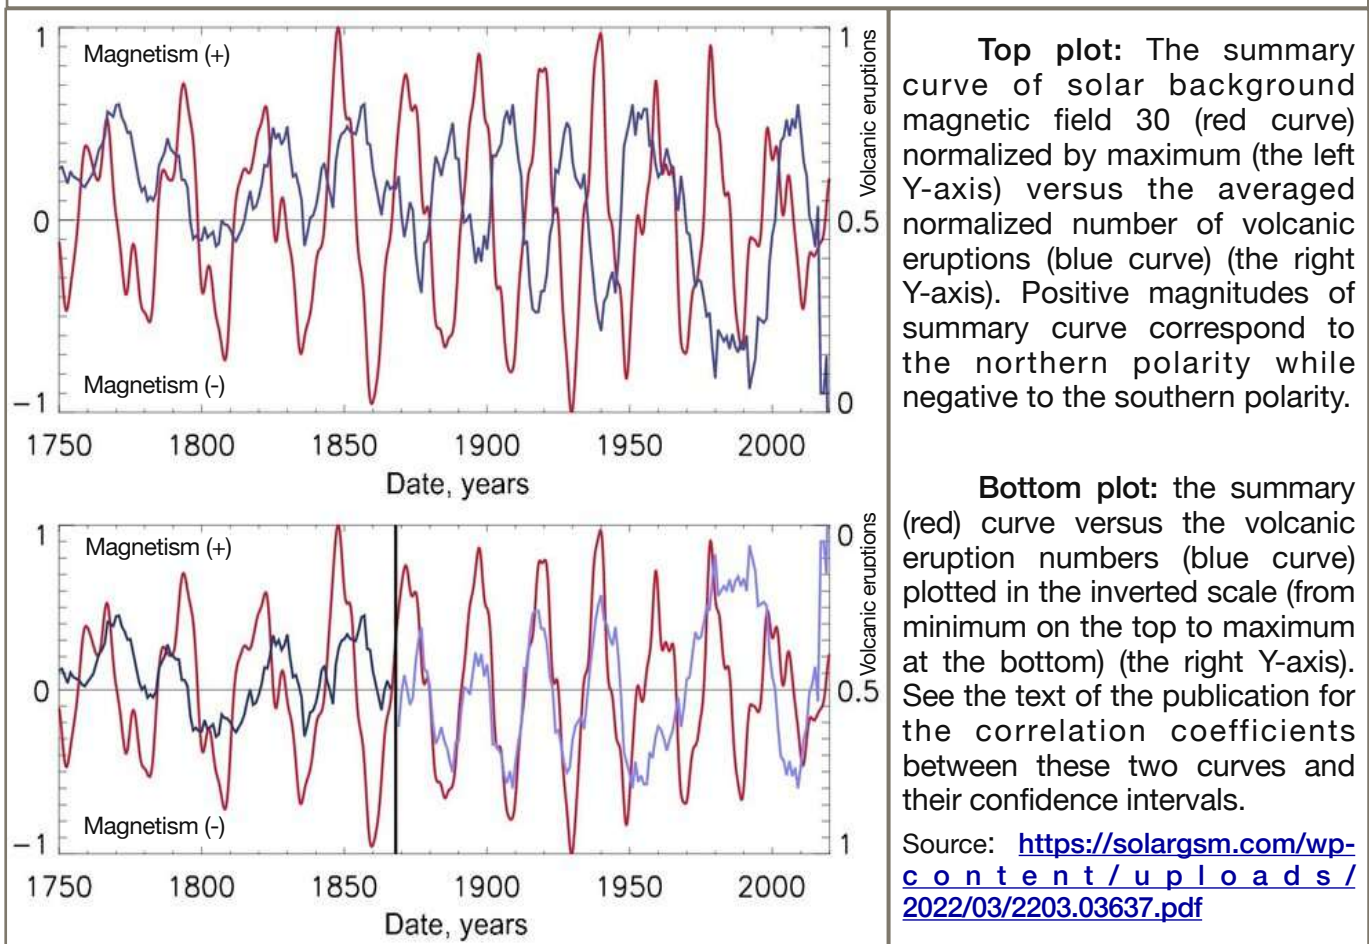 1
Magnetism (+)
0
Magnetism (-)
−1
1
Volcanic eruptions
0.5
0
1750 1800 1850 1900 1950 2000
Date, years
1
Magnetism (+)
0
Magnetism (-)
−1
0
Volcanic eruptions
0.5
1
1750 1800 1850 1900 1950 2000
Date, years
Top plot: The summary
curve of solar background
magnetic field 30 (red curve)
normalized by maximum (the left
Y-axis) versus the averaged
normalized number of volcanic
eruptions (blue curve) (the right
Y-axis). Positive magnitudes of
summary curve correspond to
the northern polarity while
negative to the southern polarity.
Bottom plot: the summary
(red) curve versus the volcanic
eruption numbers (blue curve)
plotted in the inverted scale (from
minimum on the top to maximum
at the bottom) (the right Y-axis).
See the text of the publication for
the correlation coefficients
between these two curves and
their confidence intervals.
Source: https://solargsm.com/wp-
content/uploads/
2022/03/2203.03637.pdf